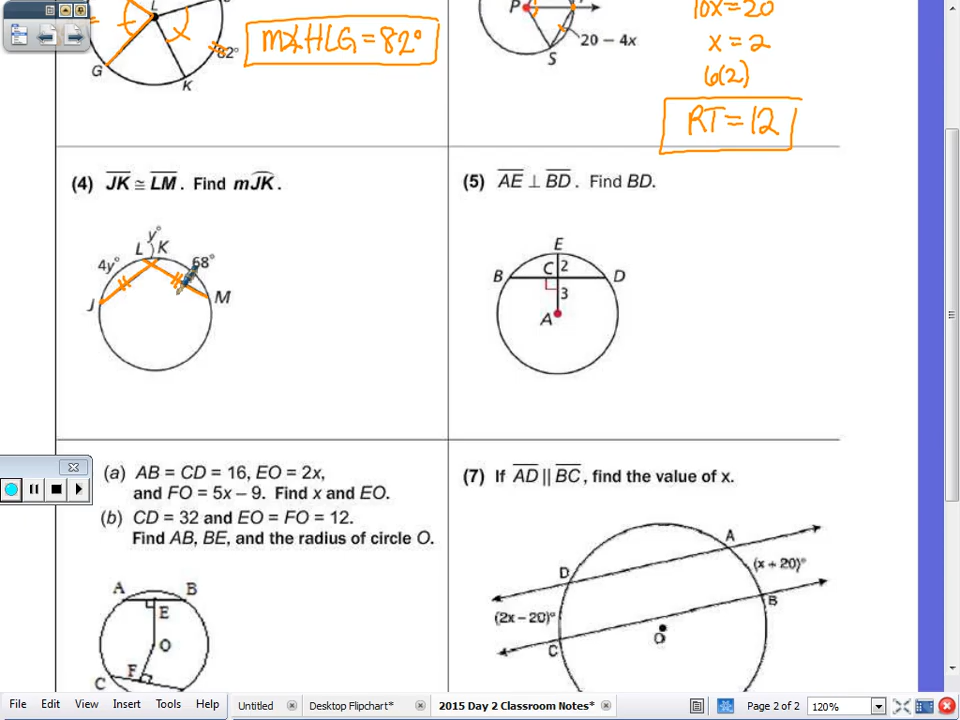 L
G
K
x
82°
m∡HLG = 82°
P
S
20 – 4x
10x = 20
x = 2
6(2)
RT = 12
(4) JK ≅ LM. Find mJK.
y°
L K
4y°
68°
J
M
(5) AE ⊥ BD. Find BD.
E
C 2
B
D
3
A
(a) AB = CD = 16, EO = 2x,
and FO = 5x – 9. Find x and EO.
(b) CD = 32 and EO = FO = 12.
Find AB, BE, and the radius of circle O.
A
B
E
O
F
C
(7) If AD || BC, find the value of x.
A
(x + 20)°
D
B
(2x – 20)°
C
O
File Edit View Insert Tools Help
Untitled
Desktop Flipchart*
2015 Day 2 Classroom Notes*
Page 2 of 2
120%